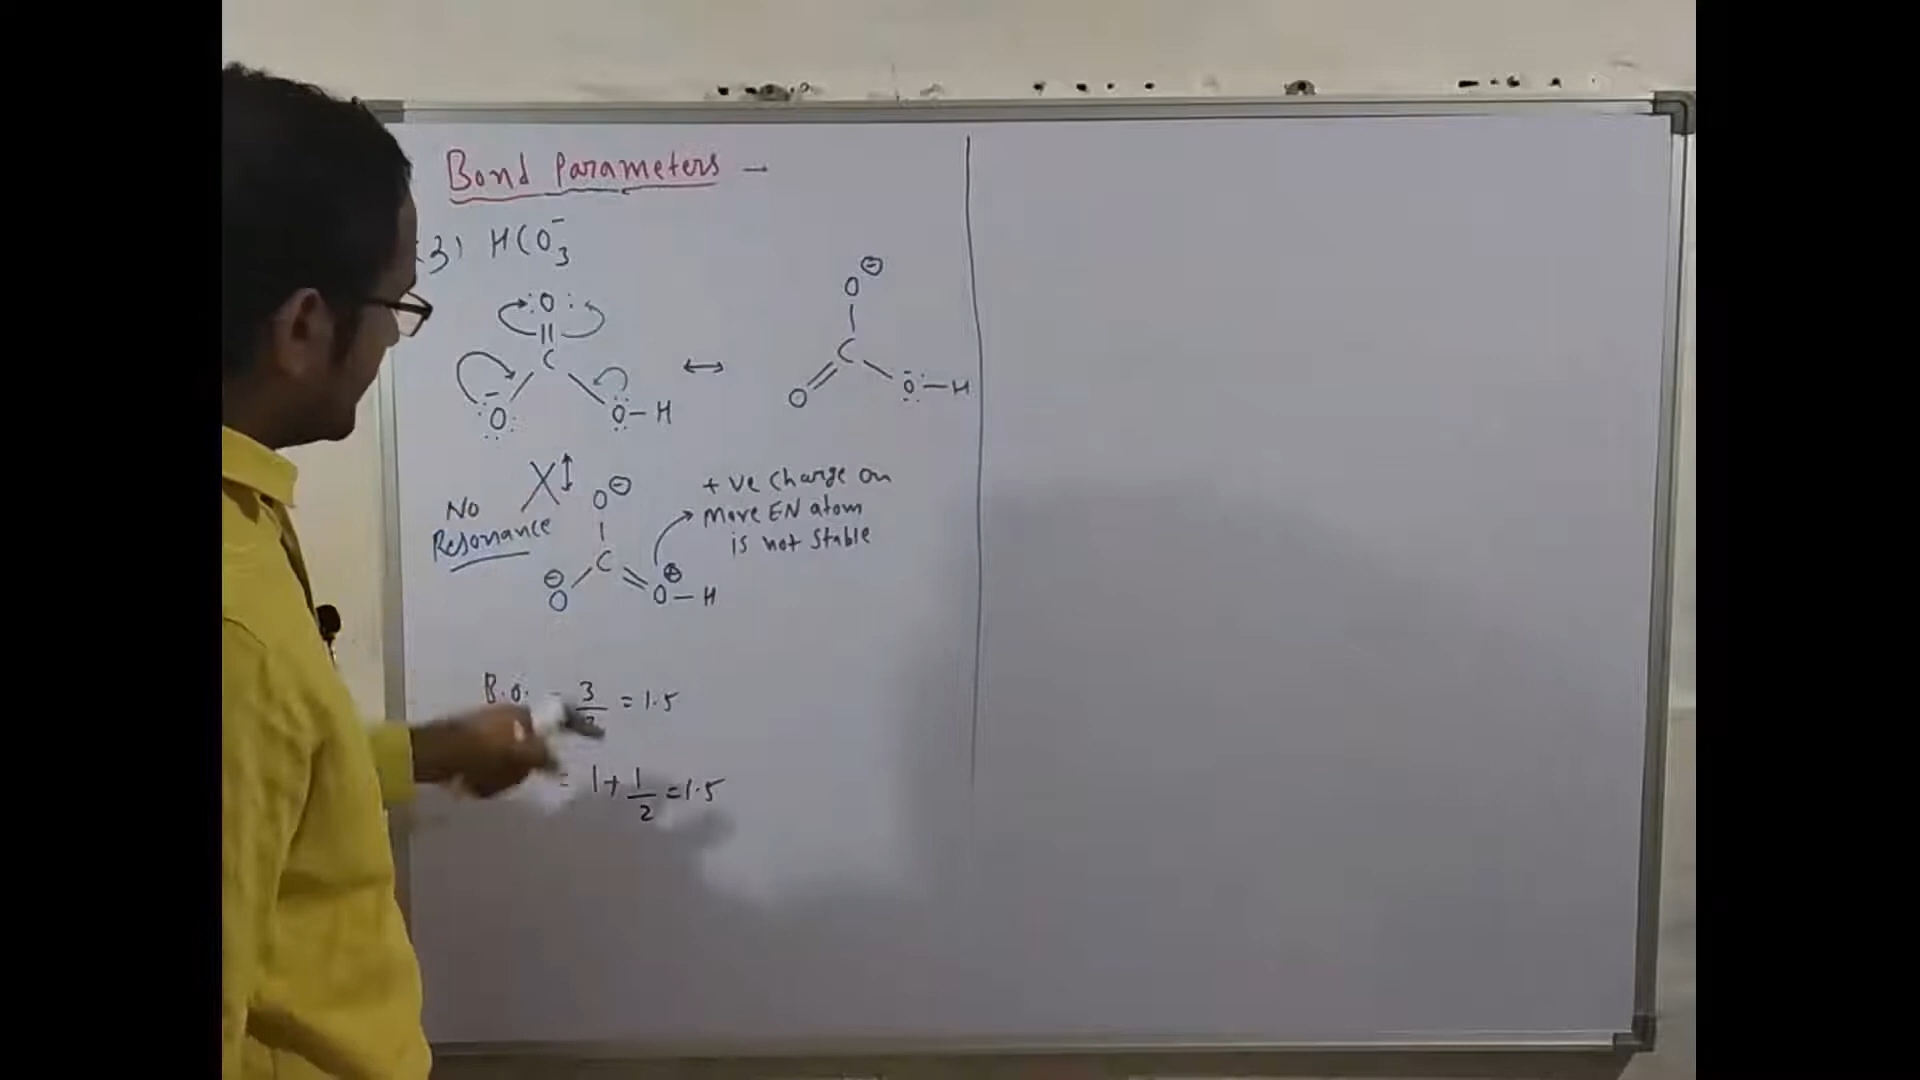 Bond Parameters -
(3) HCO₃⁻
:O:
||
C
:O:⁻
O-H
↔
O⊖
|
C
O
O-H
X↕
No
Resonance
O⊖
|
C
⊖
O
⊕
O-H
+ve charge on
more EN atom
is not stable
B.O. = 3/2 = 1.5
= 1 + 1/2 = 1.5